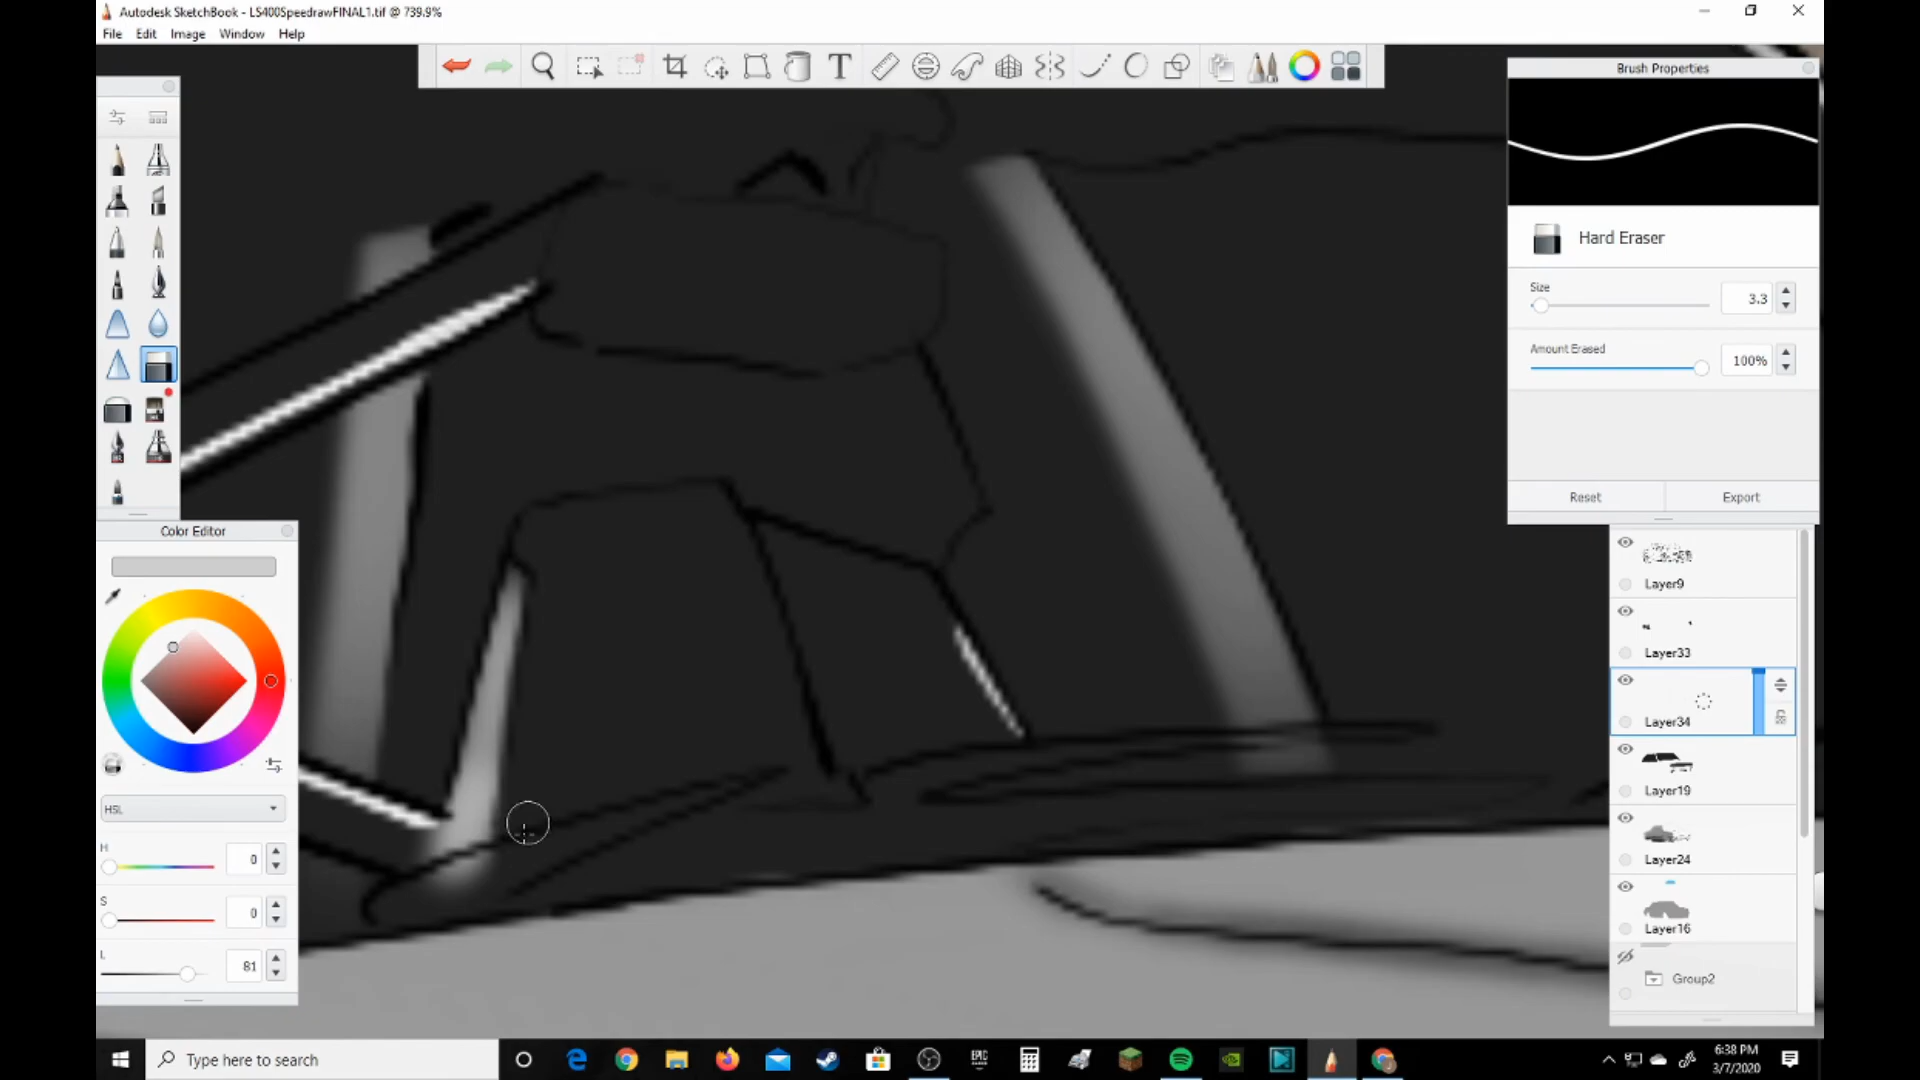 Autodesk SketchBook - LS400SpeedrawFINAL1.tif @ 739.9%
File Edit Image Window Help
Brush Properties
Hard Eraser
Size
3.3
Amount Erased
100%
Reset Export
Color Editor
HSL
H 0
S 0
L 81
Layer9
Layer33
Layer34
Layer19
Layer24
Layer16
Group2
Type here to search
EPIC
6:38 PM
3/7/2020